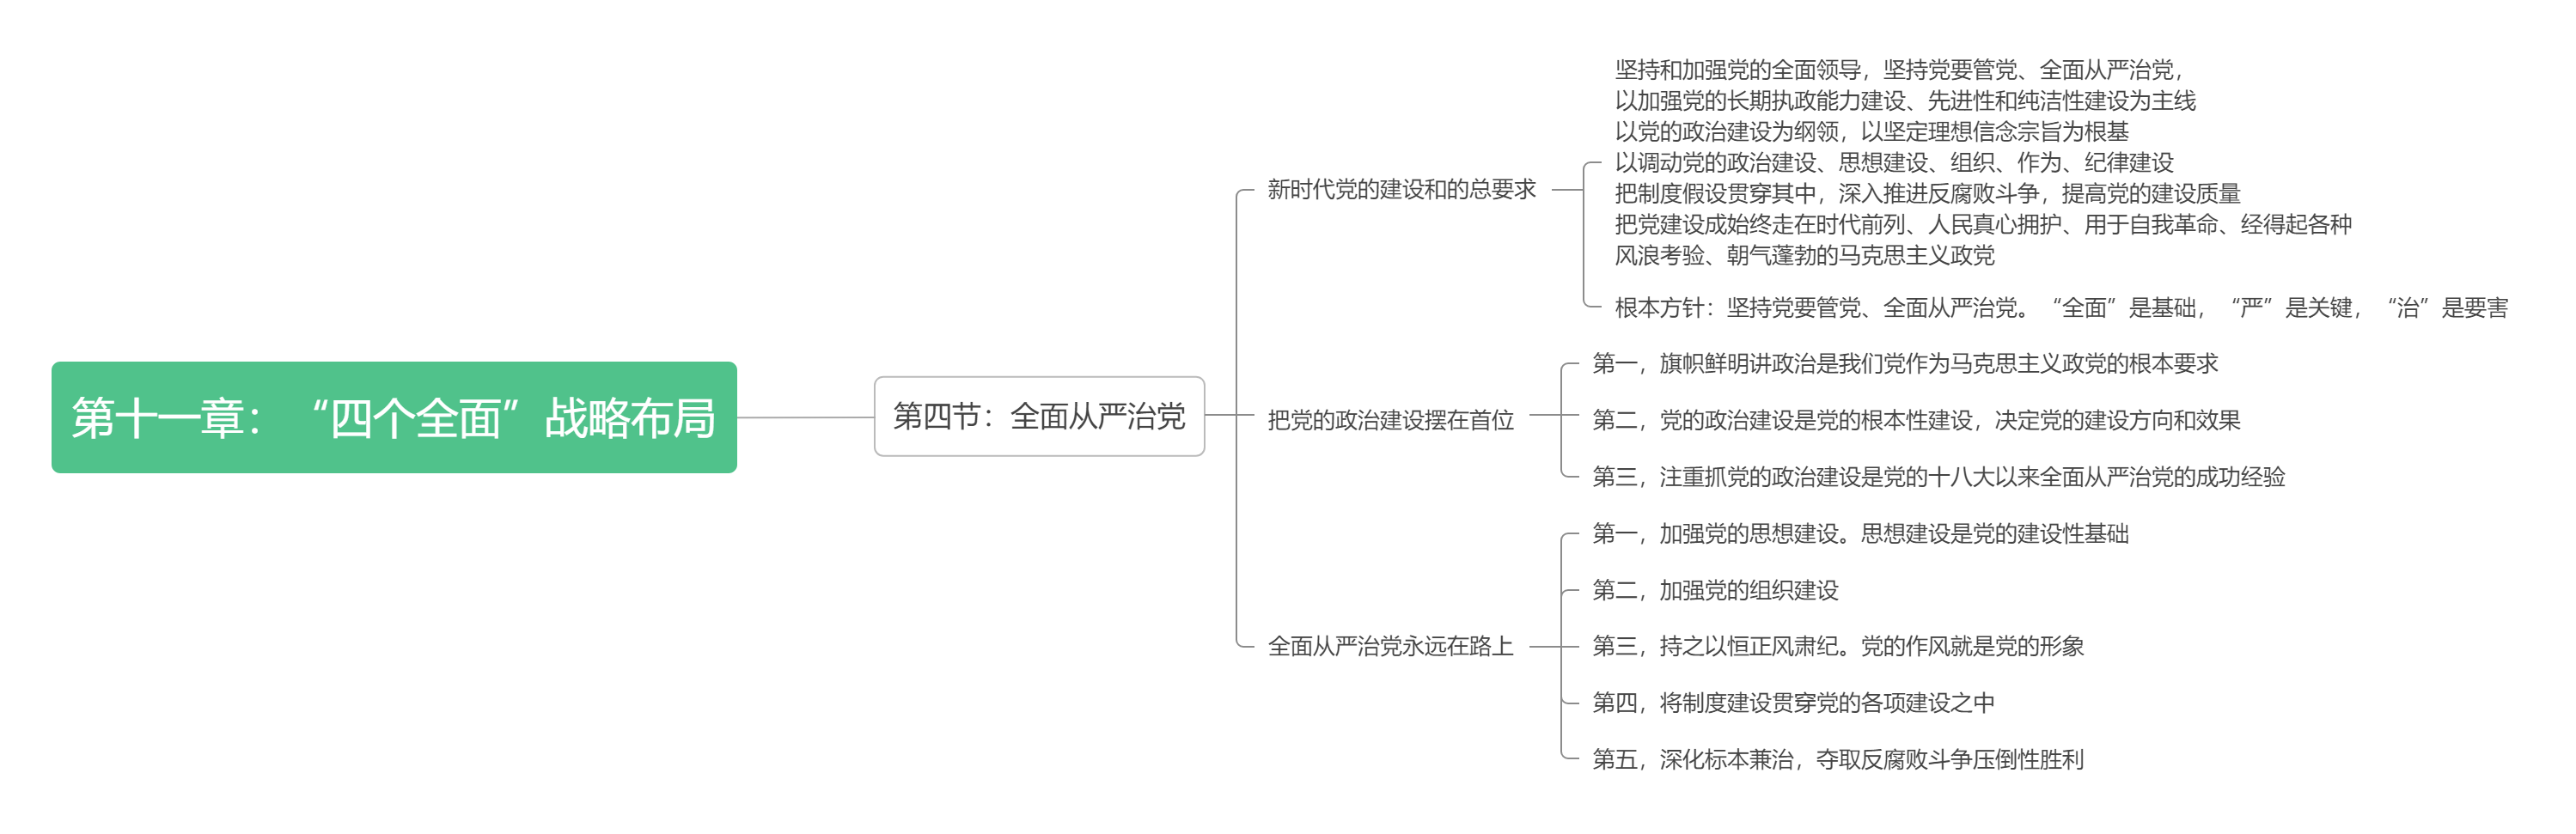 第十一章：“四个全面”战略布局
第四节：全面从严治党
新时代党的建设和的总要求
坚持和加强党的全面领导，坚持党要管党、全面从严治党，
以加强党的长期执政能力建设、先进性和纯洁性建设为主线
以党的政治建设为纲领，以坚定理想信念宗旨为根基
以调动党的政治建设、思想建设、组织、作为、纪律建设
把制度假设贯穿其中，深入推进反腐败斗争，提高党的建设质量
把党建设成始终走在时代前列、人民真心拥护、用于自我革命、经得起各种
风浪考验、朝气蓬勃的马克思主义政党
根本方针：坚持党要管党、全面从严治党。“全面”是基础，“严”是关键，“治”是要害
把党的政治建设摆在首位
第一，旗帜鲜明讲政治是我们党作为马克思主义政党的根本要求
第二，党的政治建设是党的根本性建设，决定党的建设方向和效果
第三，注重抓党的政治建设是党的十八大以来全面从严治党的成功经验
全面从严治党永远在路上
第一，加强党的思想建设。思想建设是党的建设性基础
第二，加强党的组织建设
第三，持之以恒正风肃纪。党的作风就是党的形象
第四，将制度建设贯穿党的各项建设之中
第五，深化标本兼治，夺取反腐败斗争压倒性胜利